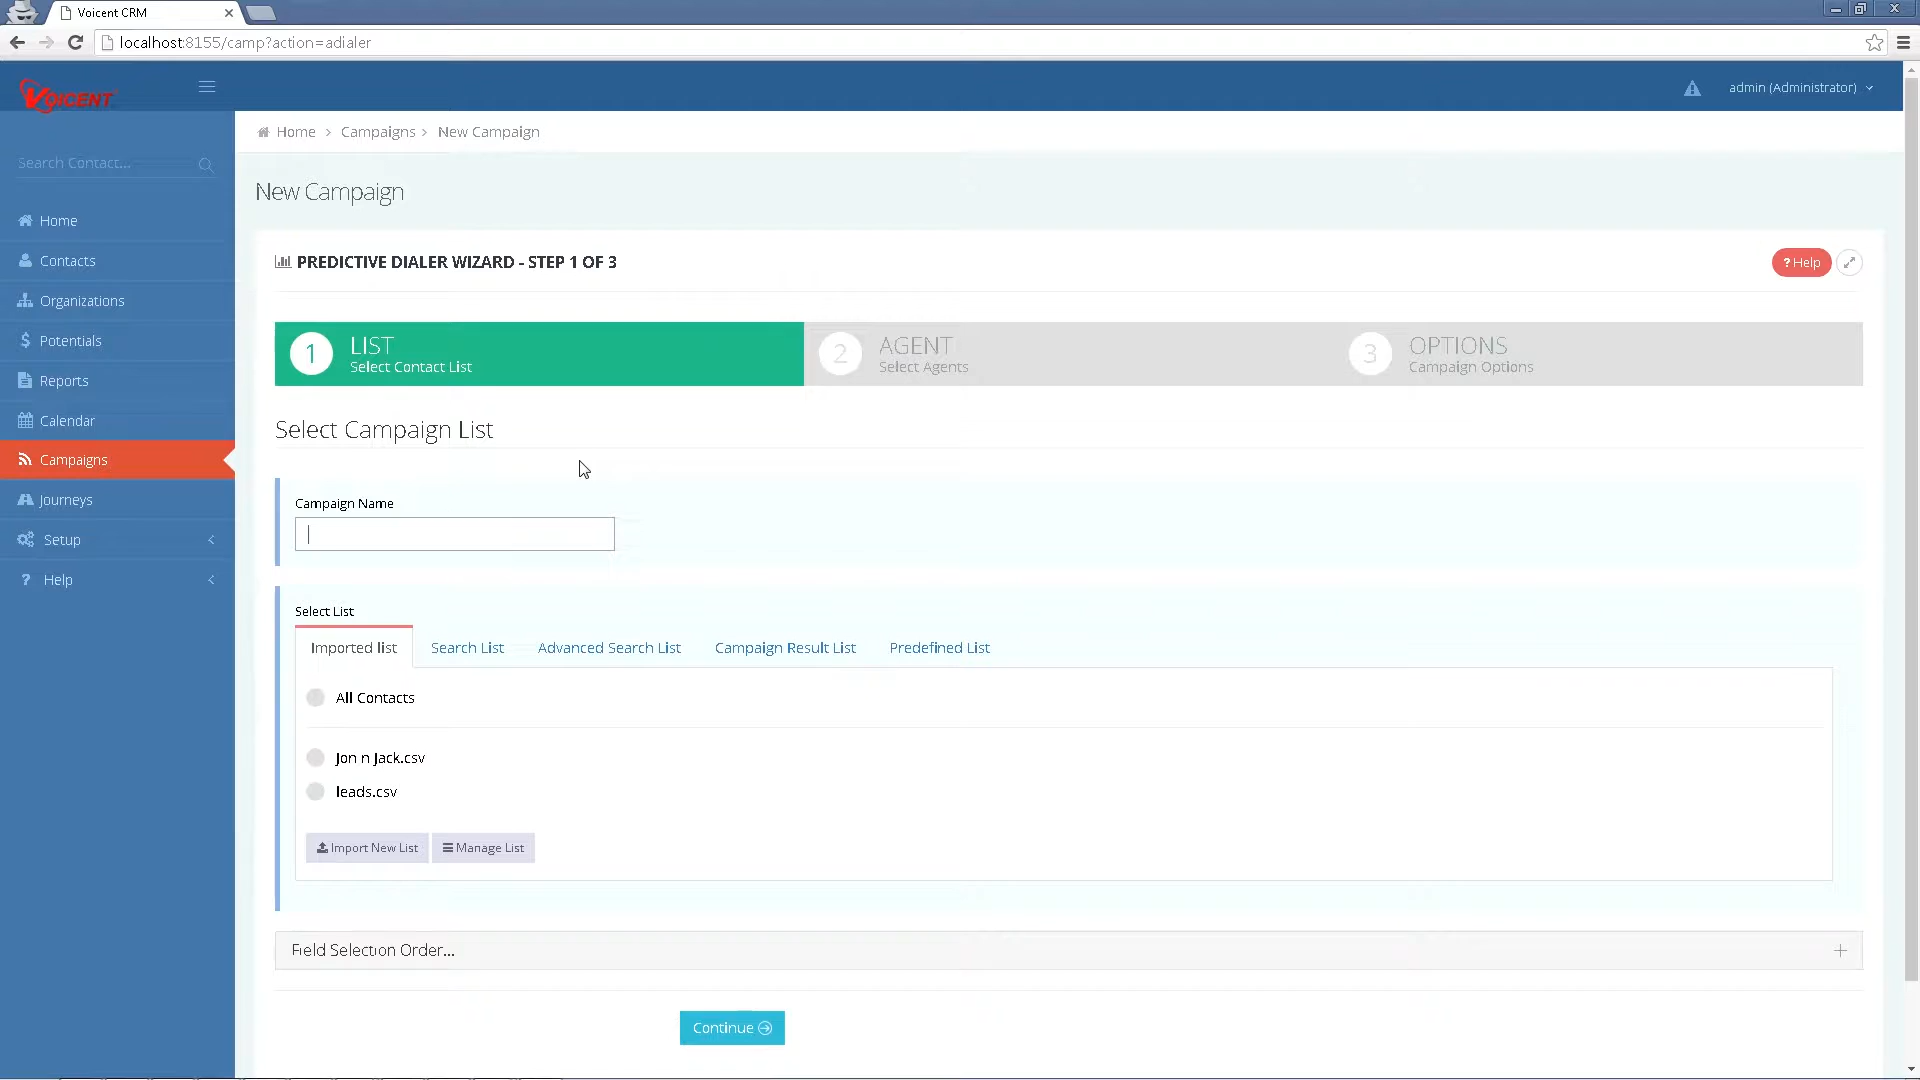 Voicent CRM
localhost:8155/camp?action=adialer
VOICENT
admin (Administrator)
Search Contact...
Home
Contacts
Organizations
Potentials
Reports
Calendar
Campaigns
Journeys
Setup
Help
Home > Campaigns > New Campaign
New Campaign
PREDICTIVE DIALER WIZARD - STEP 1 OF 3
? Help
1 LIST
Select Contact List
2 AGENT
Select Agents
3 OPTIONS
Campaign Options
Select Campaign List
Campaign Name
Select List
Imported list Search List Advanced Search List Campaign Result List Predefined List
All Contacts
Jon n Jack.csv
leads.csv
Import New List Manage List
Field Selection Order...
Continue